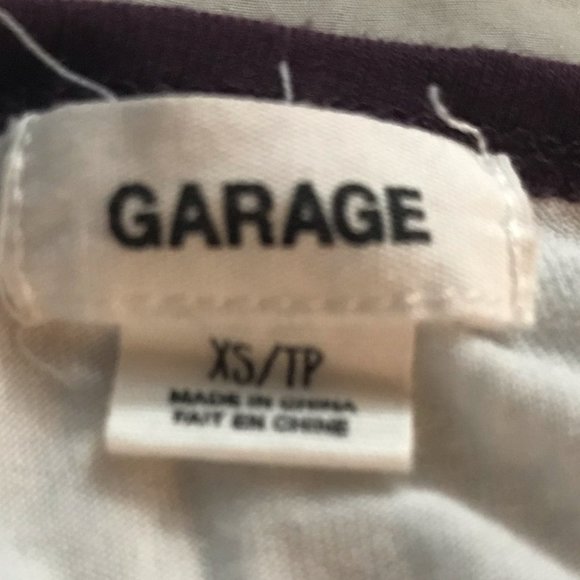 GARAGE
XS/TP
MADE IN CHINA
FAIT EN CHINE